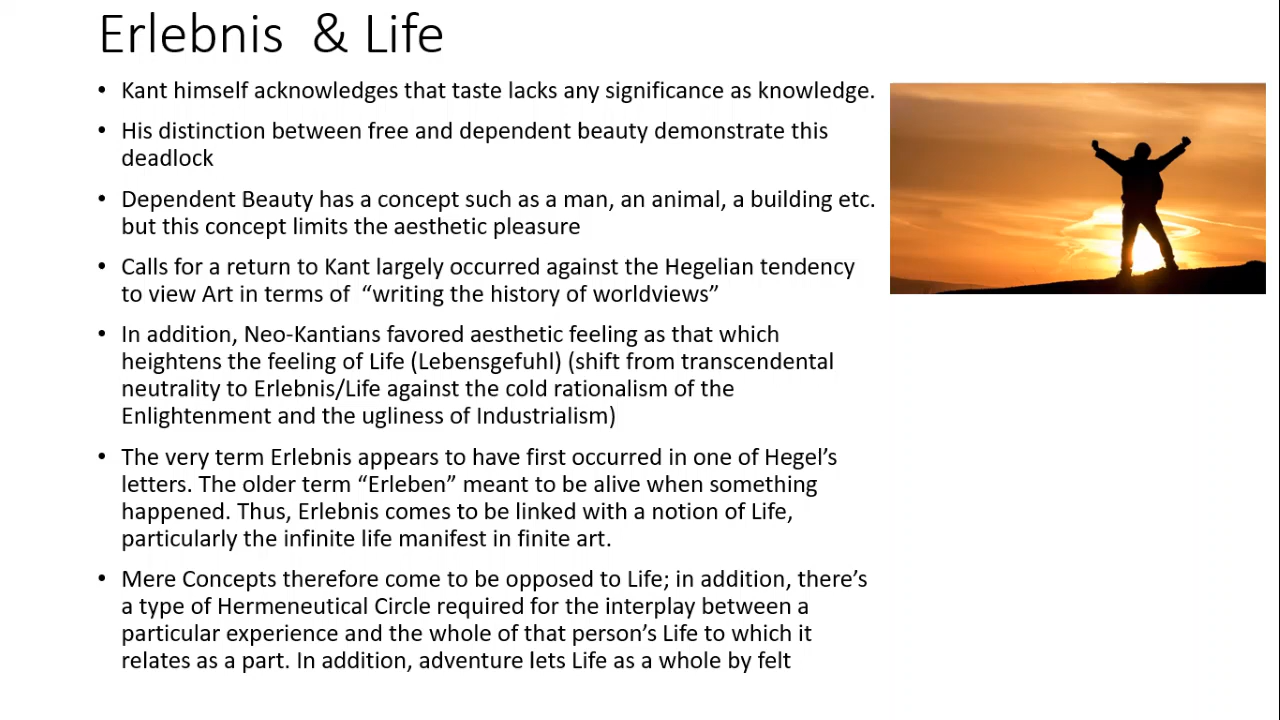 Erlebnis & Life
• Kant himself acknowledges that taste lacks any significance as knowledge.
• His distinction between free and dependent beauty demonstrate this
deadlock
• Dependent Beauty has a concept such as a man, an animal, a building etc.
but this concept limits the aesthetic pleasure
• Calls for a return to Kant largely occurred against the Hegelian tendency
to view Art in terms of “writing the history of worldviews”
• In addition, Neo-Kantians favored aesthetic feeling as that which
heightens the feeling of Life (Lebensgefuhl) (shift from transcendental
neutrality to Erlebnis/Life against the cold rationalism of the
Enlightenment and the ugliness of Industrialism)
• The very term Erlebnis appears to have first occurred in one of Hegel’s
letters. The older term “Erleben” meant to be alive when something
happened. Thus, Erlebnis comes to be linked with a notion of Life,
particularly the infinite life manifest in finite art.
• Mere Concepts therefore come to be opposed to Life; in addition, there’s
a type of Hermeneutical Circle required for the interplay between a
particular experience and the whole of that person’s Life to which it
relates as a part. In addition, adventure lets Life as a whole by felt